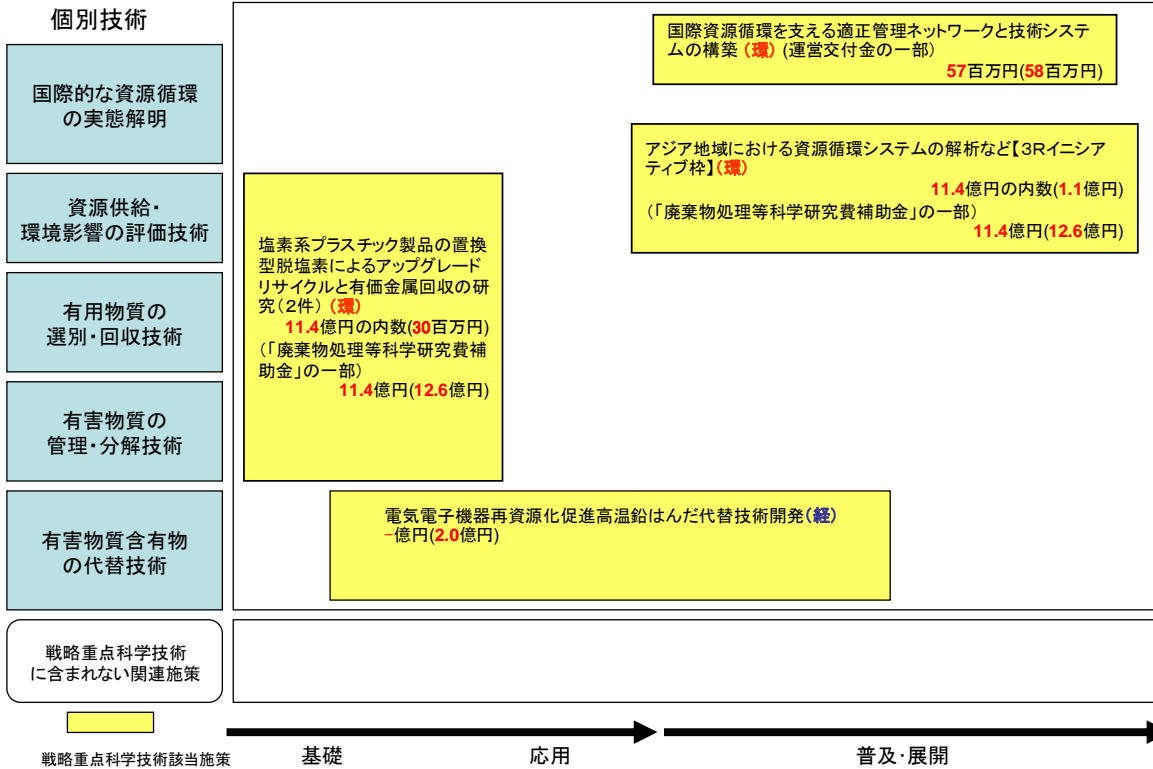 個別技術
国際的な資源循環
の実態解明
資源供給・
環境影響の評価技術
有用物質の
選別・回収技術
有害物質の
管理・分解技術
有害物質含有物
の代替技術
戦略重点科学技術
に含まれない関連施策
戦略重点科学技術該当施策
国際資源循環を支える適正管理ネットワークと技術システ
ムの構築 (環) (運営交付金の一部)
57百万円(58百万円)
アジア地域における資源循環システムの解析など【3Rイニシア
ティブ枠】(環)
11.4億円の内数(1.1億円)
(「廃棄物処理等科学研究費補助金」の一部)
11.4億円(12.6億円)
塩素系プラスチック製品の置換
型脱塩素によるアップグレード
リサイクルと有価金属回収の研
究(2件) (環)
11.4億円の内数(30百万円)
(「廃棄物処理等科学研究費補
助金」の一部)
11.4億円(12.6億円)
電気電子機器再資源化促進高温鉛はんだ代替技術開発(経)
-億円(2.0億円)
基礎
応用
普及・展開